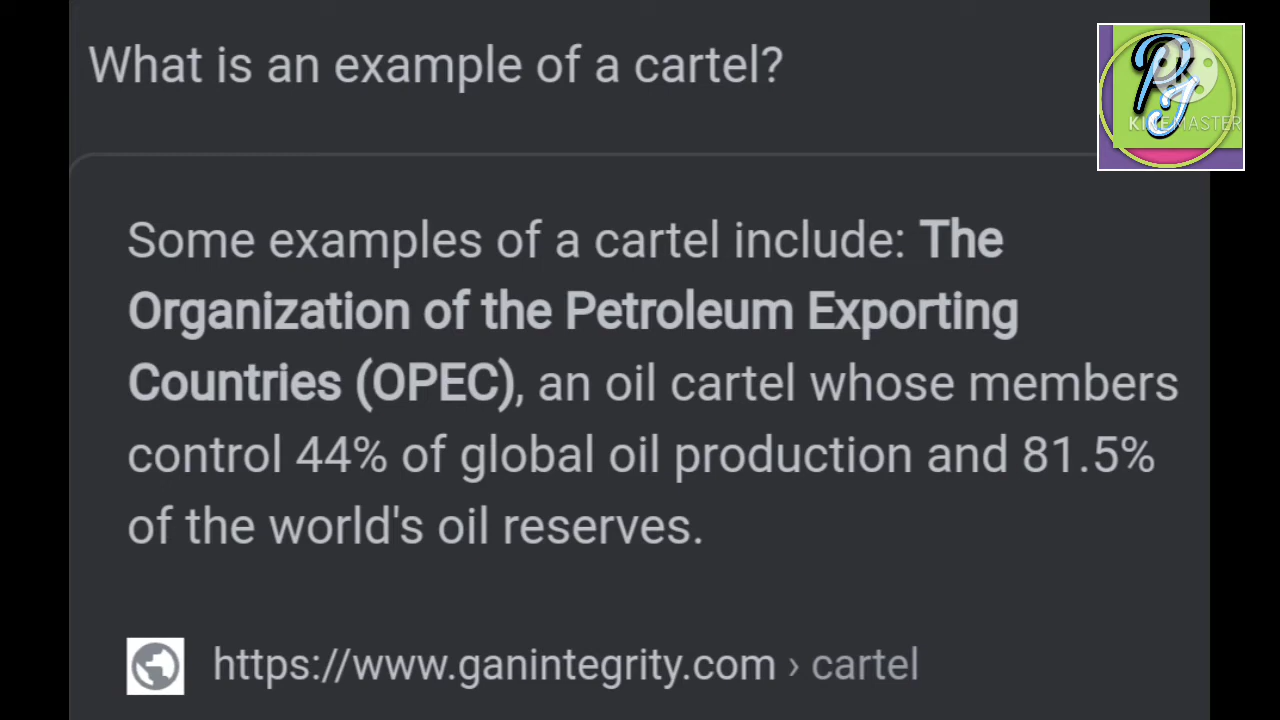 What is an example of a cartel?
PJ
KINEMASTER
Some examples of a cartel include: The
Organization of the Petroleum Exporting
Countries (OPEC), an oil cartel whose members
control 44% of global oil production and 81.5%
of the world's oil reserves.
https://www.ganintegrity.com › cartel